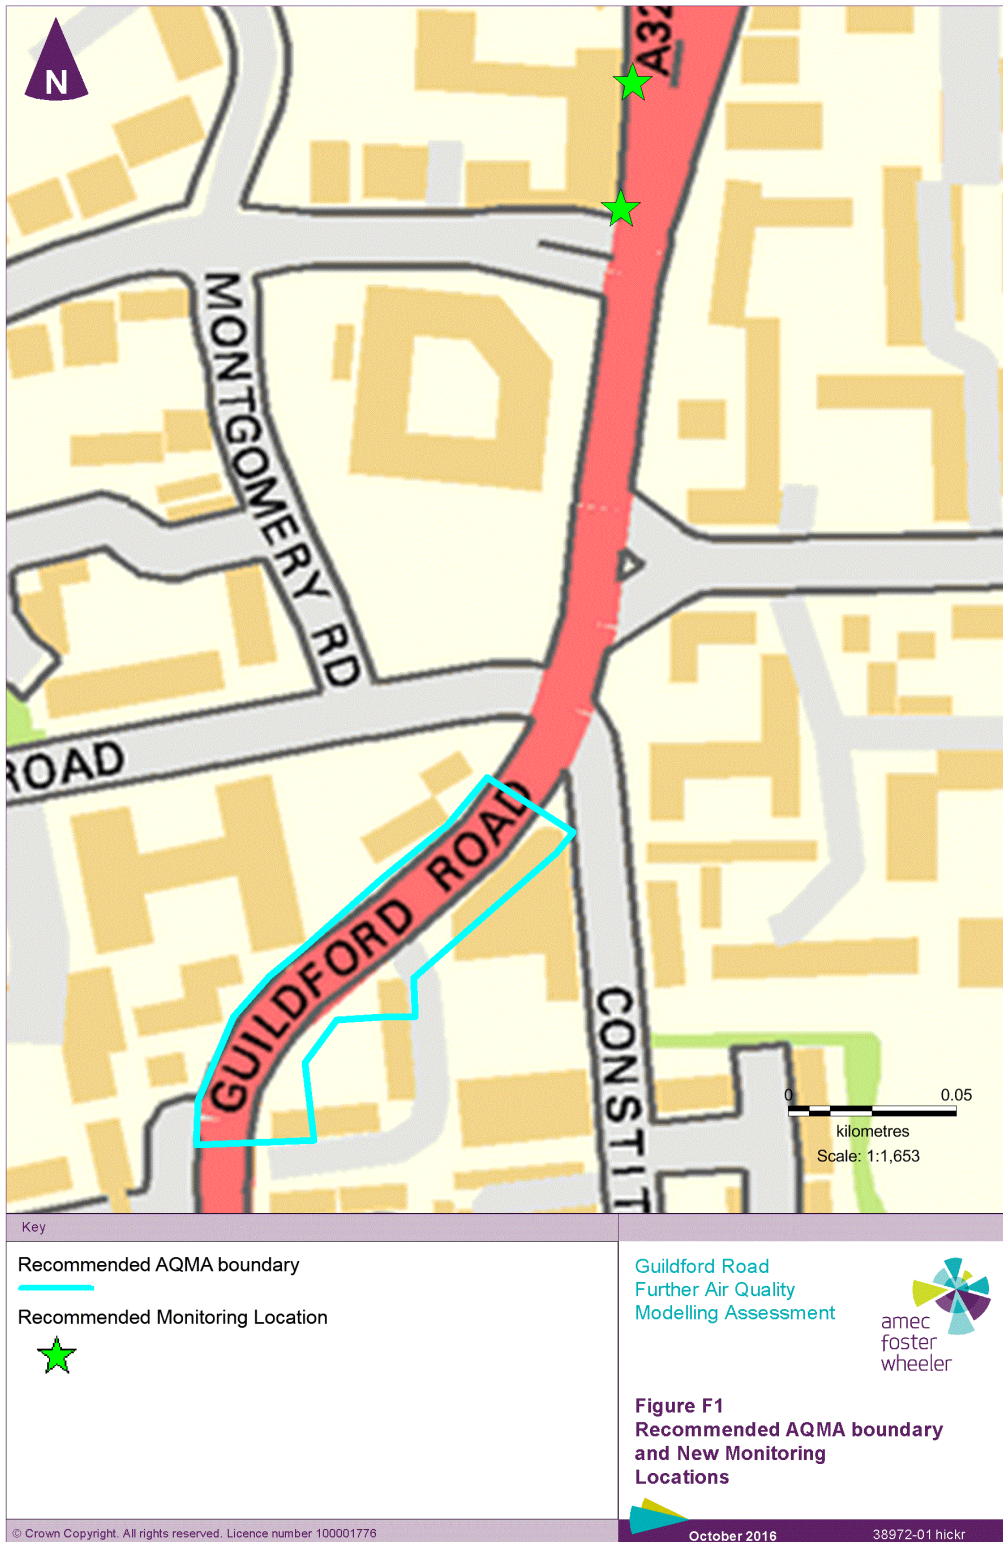 N
A32
MONTGOMERY RD
ROAD
GUILDFORD ROAD
CONSTIT
0 0.05
kilometres
Scale: 1:1,653
Key
Recommended AQMA boundary
Recommended Monitoring Location
Guildford Road
Further Air Quality
Modelling Assessment
amec
foster
wheeler
Figure F1
Recommended AQMA boundary
and New Monitoring
Locations
© Crown Copyright. All rights reserved. Licence number 100001776
October 2016 38972-01 hickr